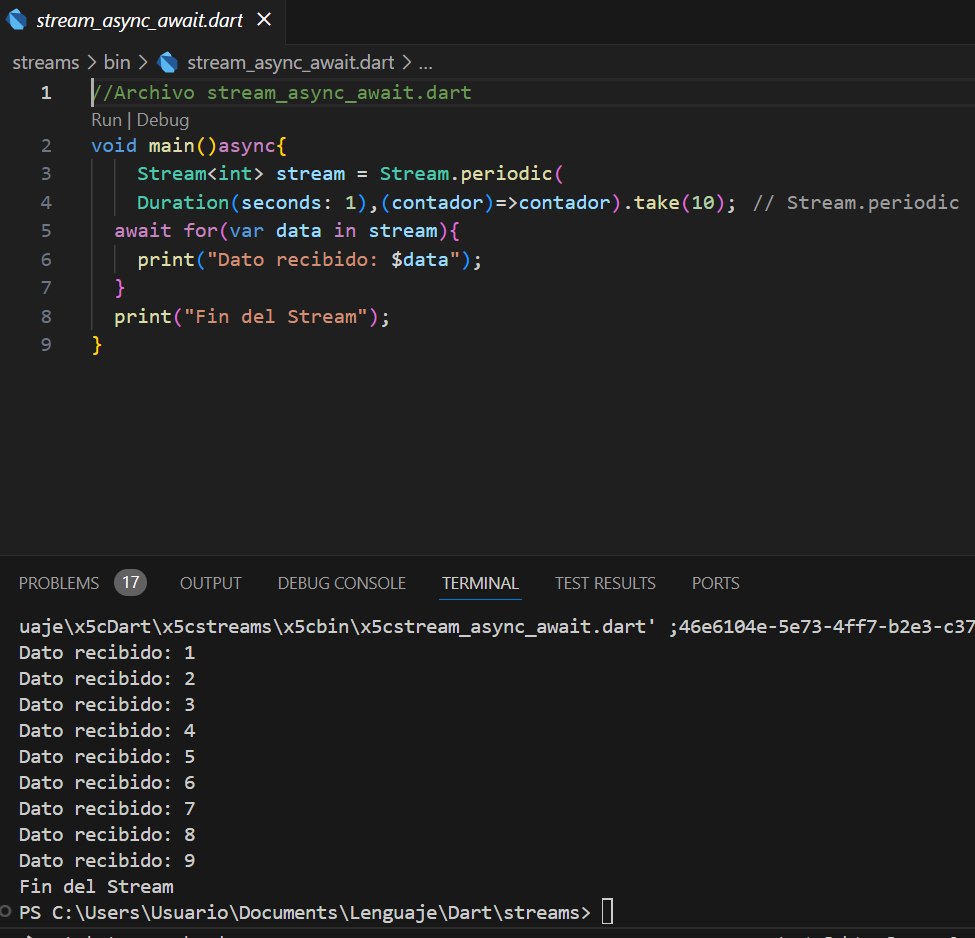 stream_async_await.dart ×
streams > bin > stream_async_await.dart > ...
1 //Archivo stream_async_await.dart
Run | Debug
2 void main()async{
3 Stream<int> stream = Stream.periodic(
4 Duration(seconds: 1),(contador)=>contador).take(10); // Stream.periodic
5 await for(var data in stream){
6 print("Dato recibido: $data");
7 }
8 print("Fin del Stream");
9 }
PROBLEMS 17 OUTPUT DEBUG CONSOLE TERMINAL TEST RESULTS PORTS
uaje\x5cDart\x5cstreams\x5cbin\x5cstream_async_await.dart' ;46e6104e-5e73-4ff7-b2e3-c37
Dato recibido: 1
Dato recibido: 2
Dato recibido: 3
Dato recibido: 4
Dato recibido: 5
Dato recibido: 6
Dato recibido: 7
Dato recibido: 8
Dato recibido: 9
Fin del Stream
PS C:\Users\Usuario\Documents\Lenguaje\Dart\streams>